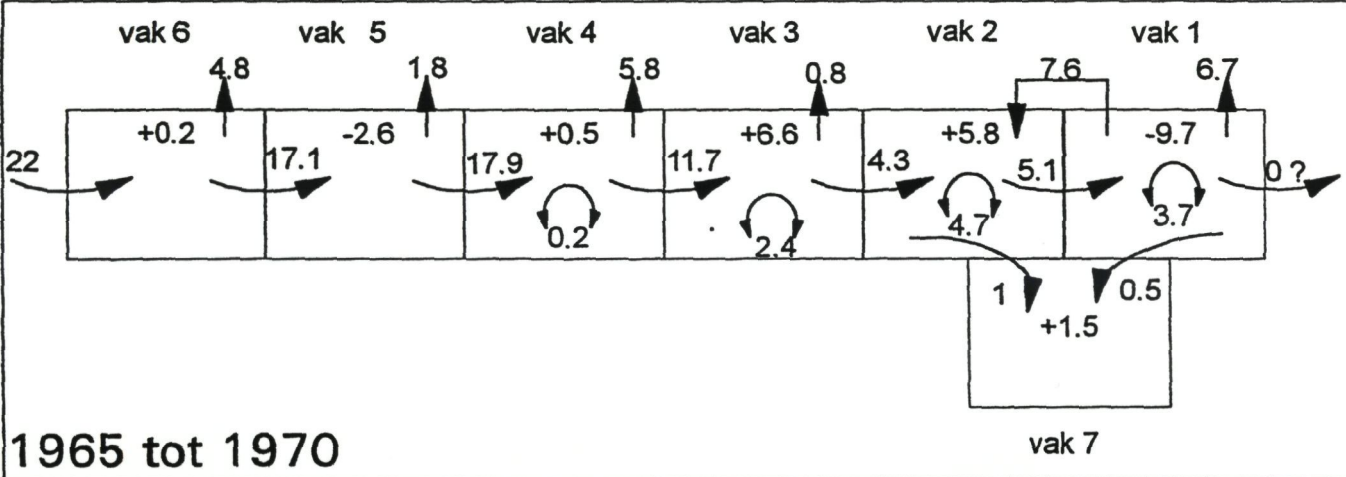 vak 6 vak 5 vak 4 vak 3 vak 2 vak 1
4.8 1.8 5.8 0.8 7.6 6.7
+0.2 -2.6 +0.5 +6.6 +5.8 -9.7
22 17.1 17.9 11.7 4.3 5.1 0 ?
0.2 2.4 4.7 3.7
1 0.5
+1.5
vak 7
1965 tot 1970